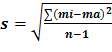 s = √(∑(mi−ma)²/(n−1))